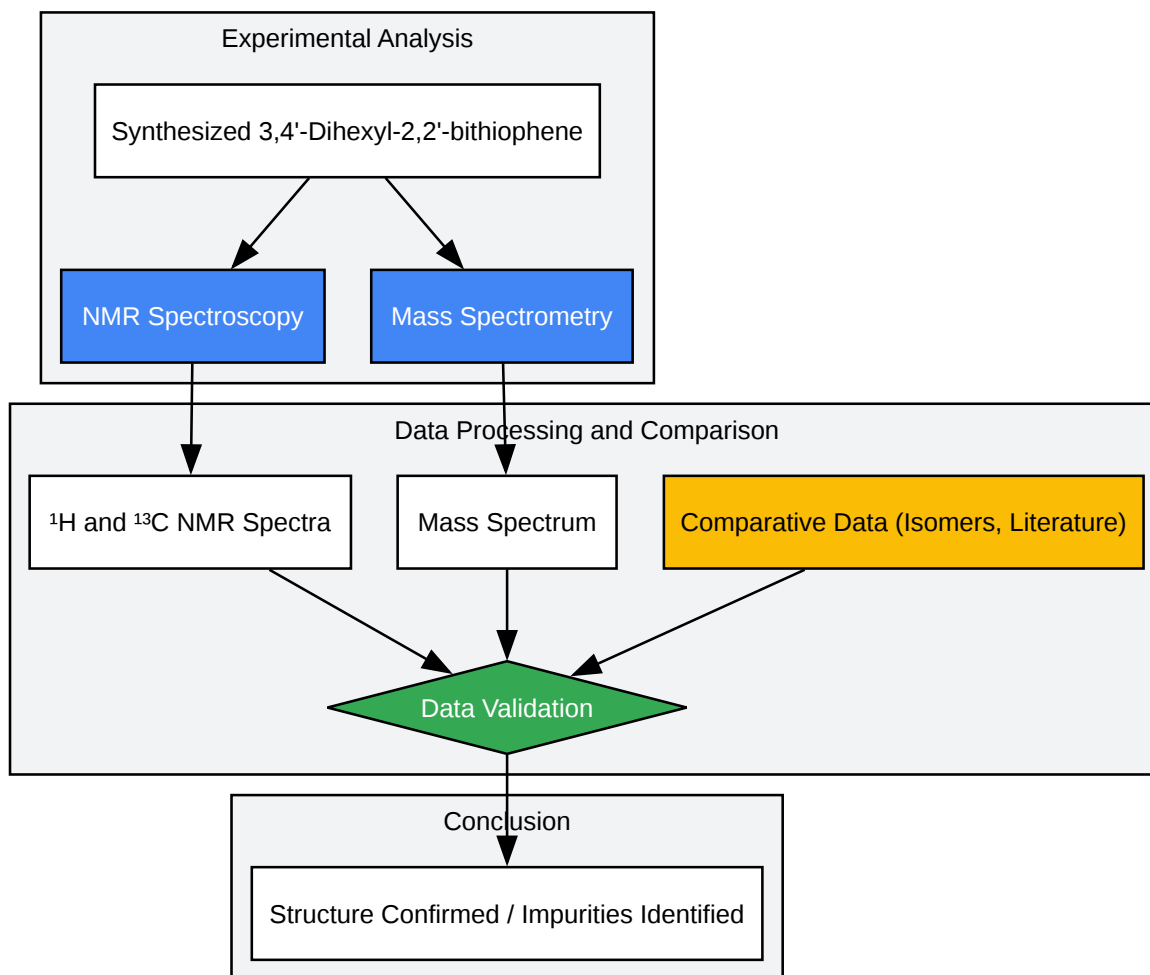 Experimental Analysis
Synthesized 3,4'-Dihexyl-2,2'-bithiophene
NMR Spectroscopy
Mass Spectrometry
Data Processing and Comparison
¹H and ¹³C NMR Spectra
Mass Spectrum
Comparative Data (Isomers, Literature)
Data Validation
Conclusion
Structure Confirmed / Impurities Identified